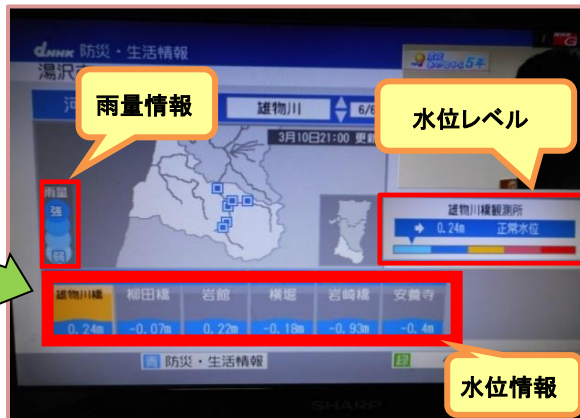 dNHK 防災・生活情報
湯沢
雨量情報
雄物川
6/6
水位レベル
3月10日21:00 更新
雨量
強
弱
雄物川橋観測所
0.24m 正常水位
雄物川橋 柳田橋 岩館 横堀 岩崎橋 安養寺
0.24m -0.07m 0.22m -0.18m -0.93m -0.4m
青 防災・生活情報
緑
水位情報
SHARP